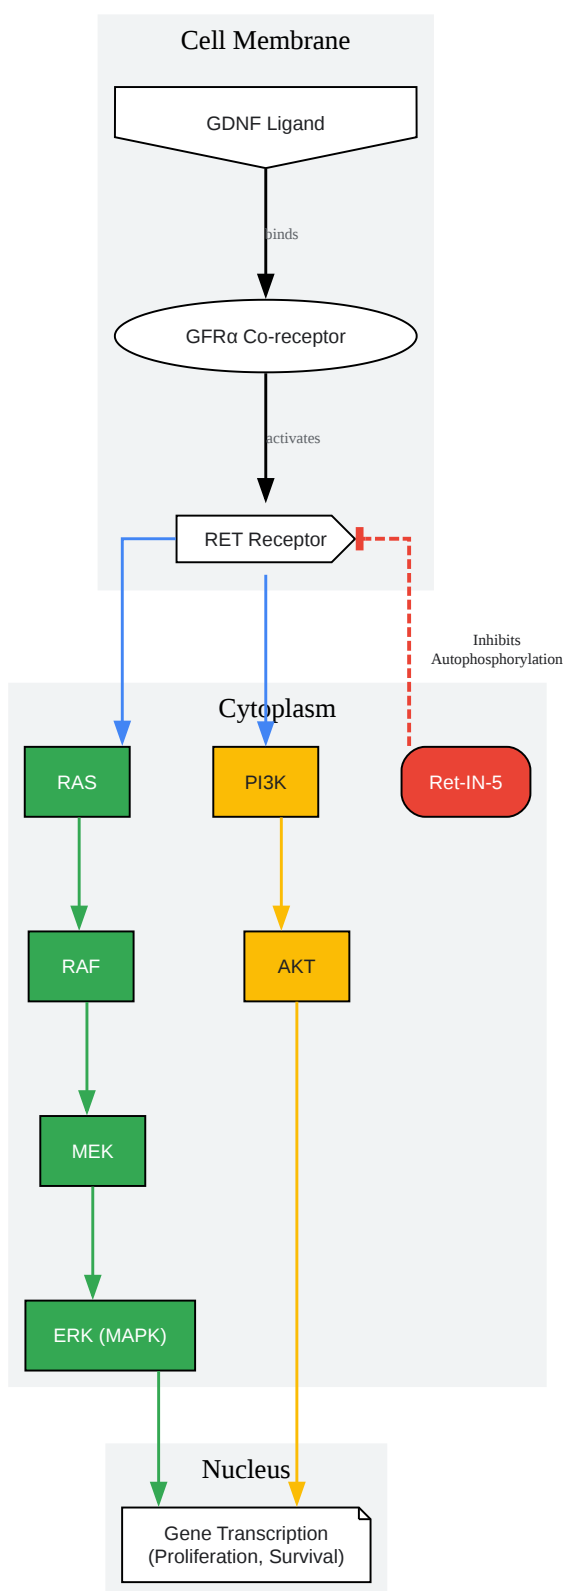 Cell Membrane
GDNF Ligand
binds
GFRα Co-receptor
activates
RET Receptor
Inhibits
Autophosphorylation
Cytoplasm
RAS
PI3K
Ret-IN-5
RAF
AKT
MEK
ERK (MAPK)
Nucleus
Gene Transcription
(Proliferation, Survival)